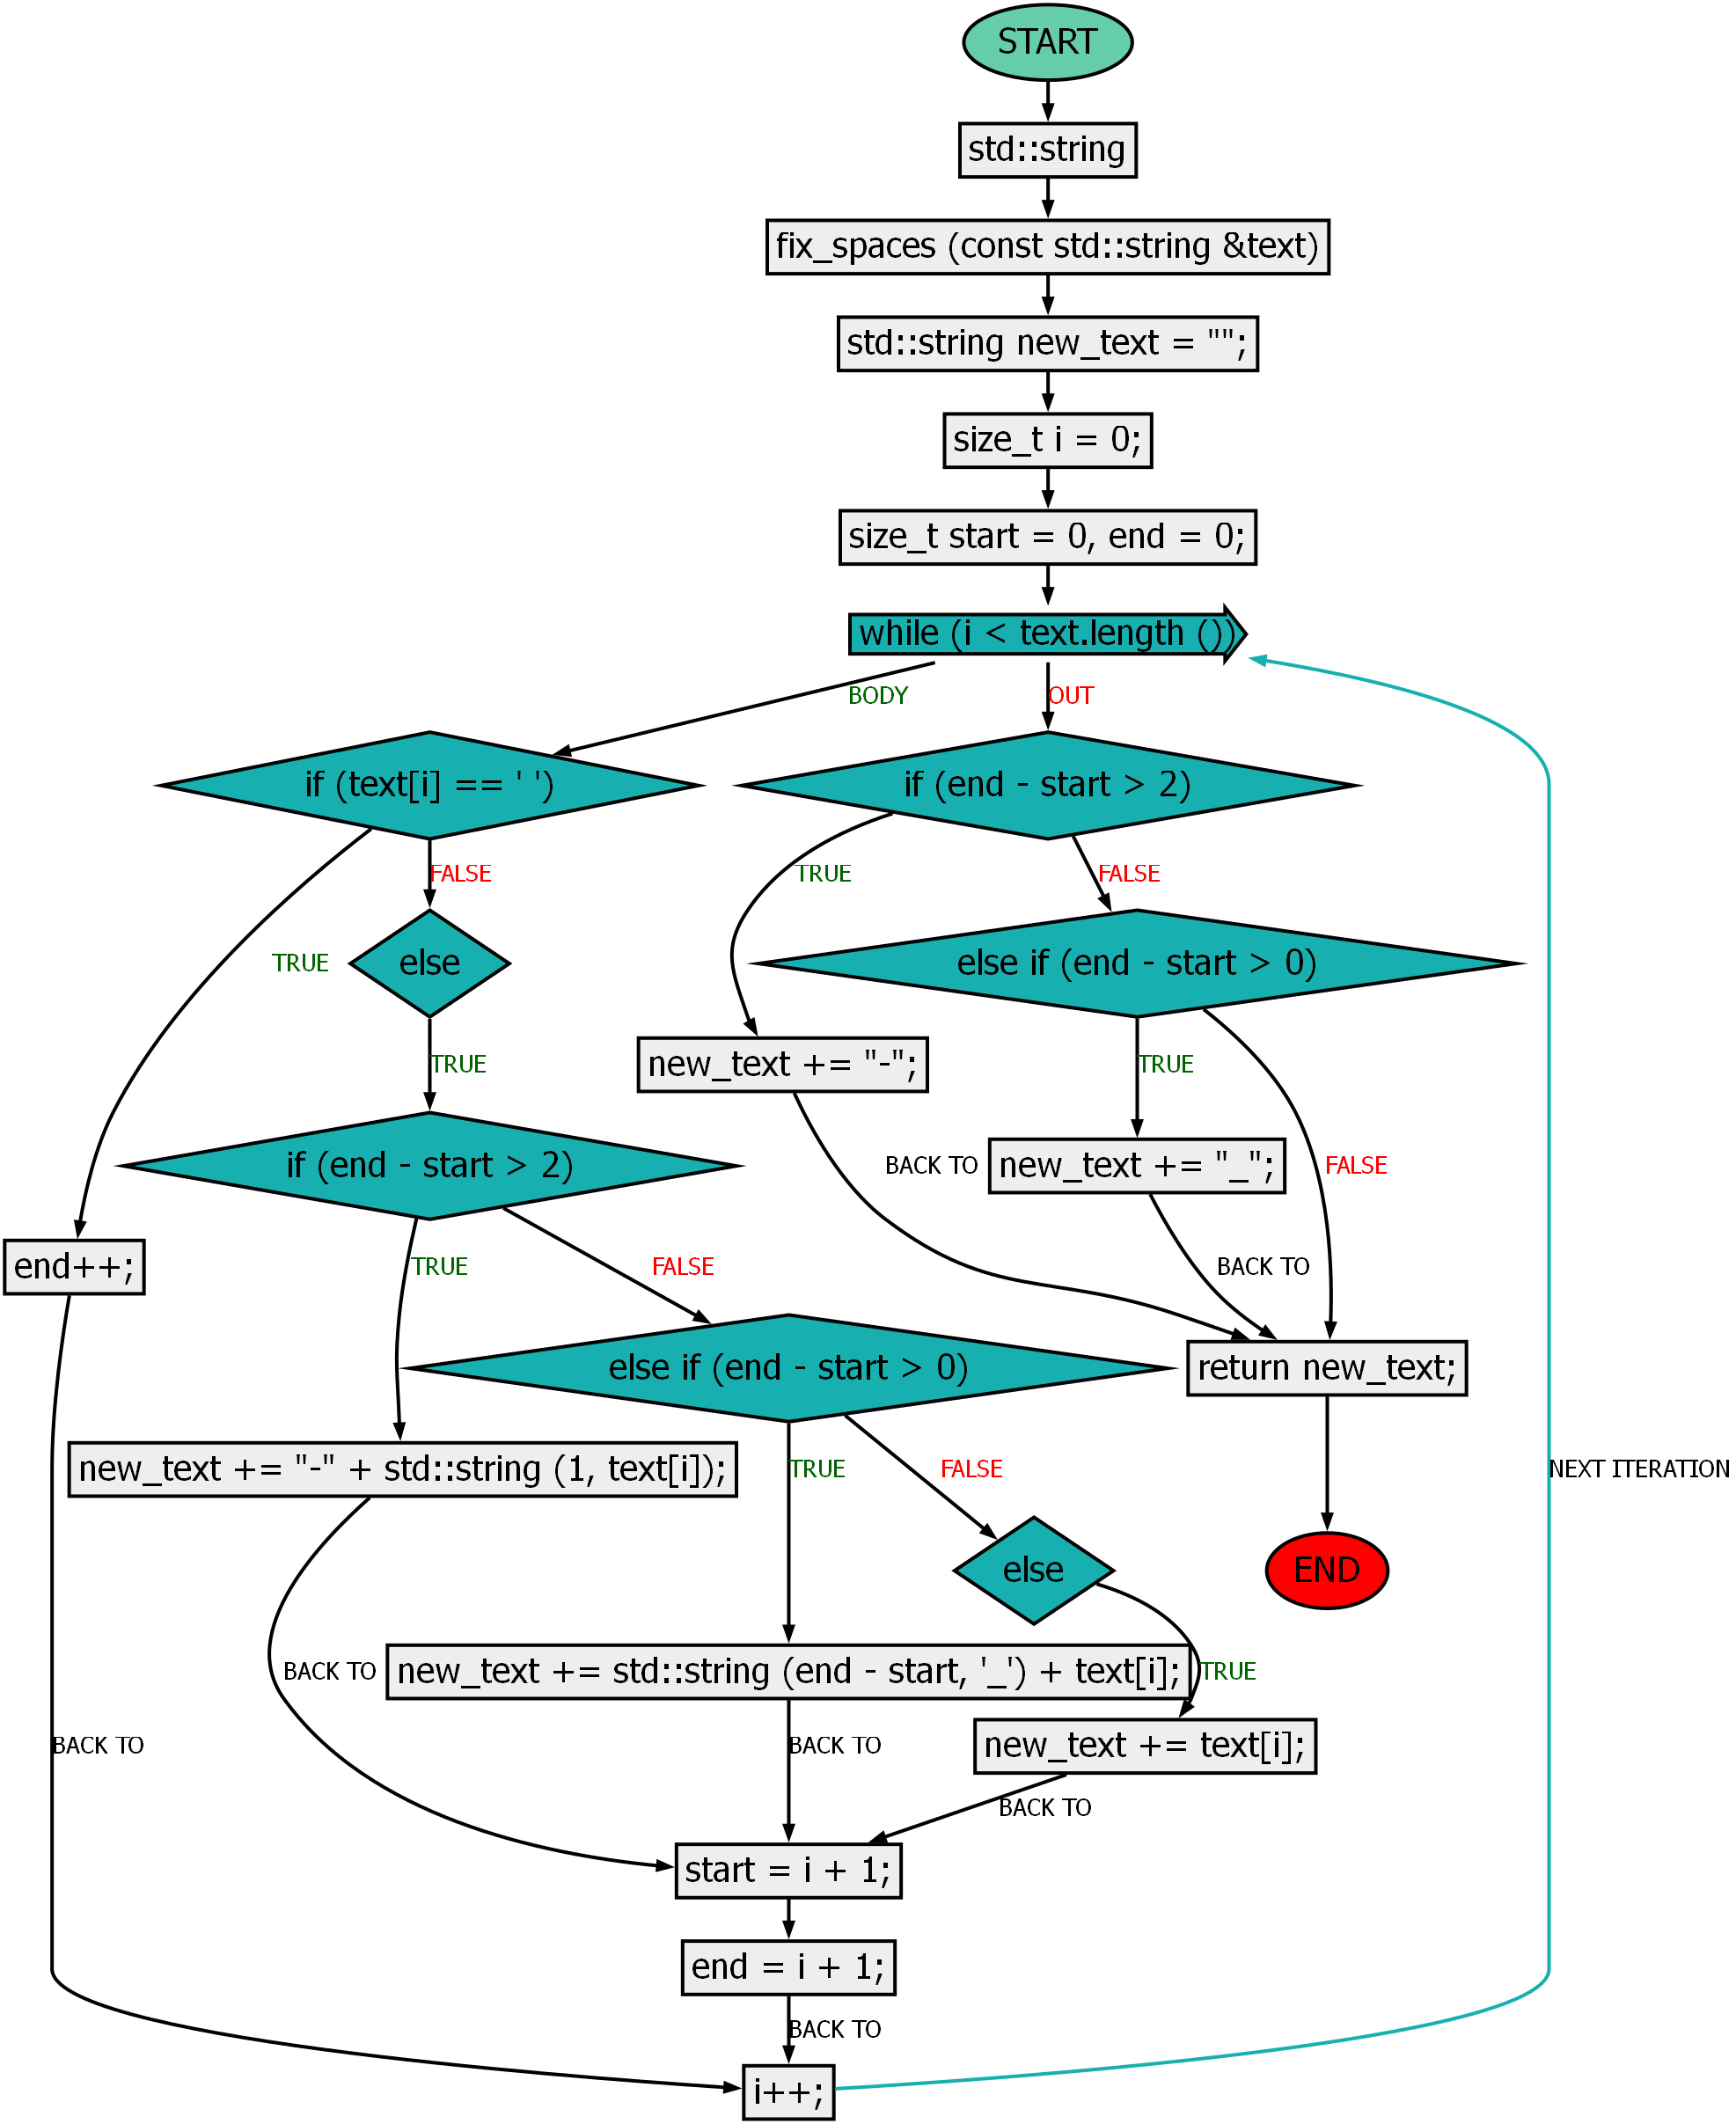 START
std::string
fix_spaces (const std::string &text)
std::string new_text = "";
size_t i = 0;
size_t start = 0, end = 0;
while (i < text.length ())
BODY
OUT
if (text[i] == ' ')
if (end - start > 2)
FALSE
TRUE
FALSE
TRUE
else
else if (end - start > 0)
TRUE
new_text += "-";
TRUE
if (end - start > 2)
BACK TO
new_text += "_";
FALSE
end++;
TRUE
FALSE
BACK TO
else if (end - start > 0)
return new_text;
new_text += "-" + std::string (1, text[i]);
TRUE
FALSE
NEXT ITERATION
else
END
BACK TO
new_text += std::string (end - start, '_') + text[i];
TRUE
BACK TO
BACK TO
new_text += text[i];
BACK TO
start = i + 1;
end = i + 1;
BACK TO
i++;